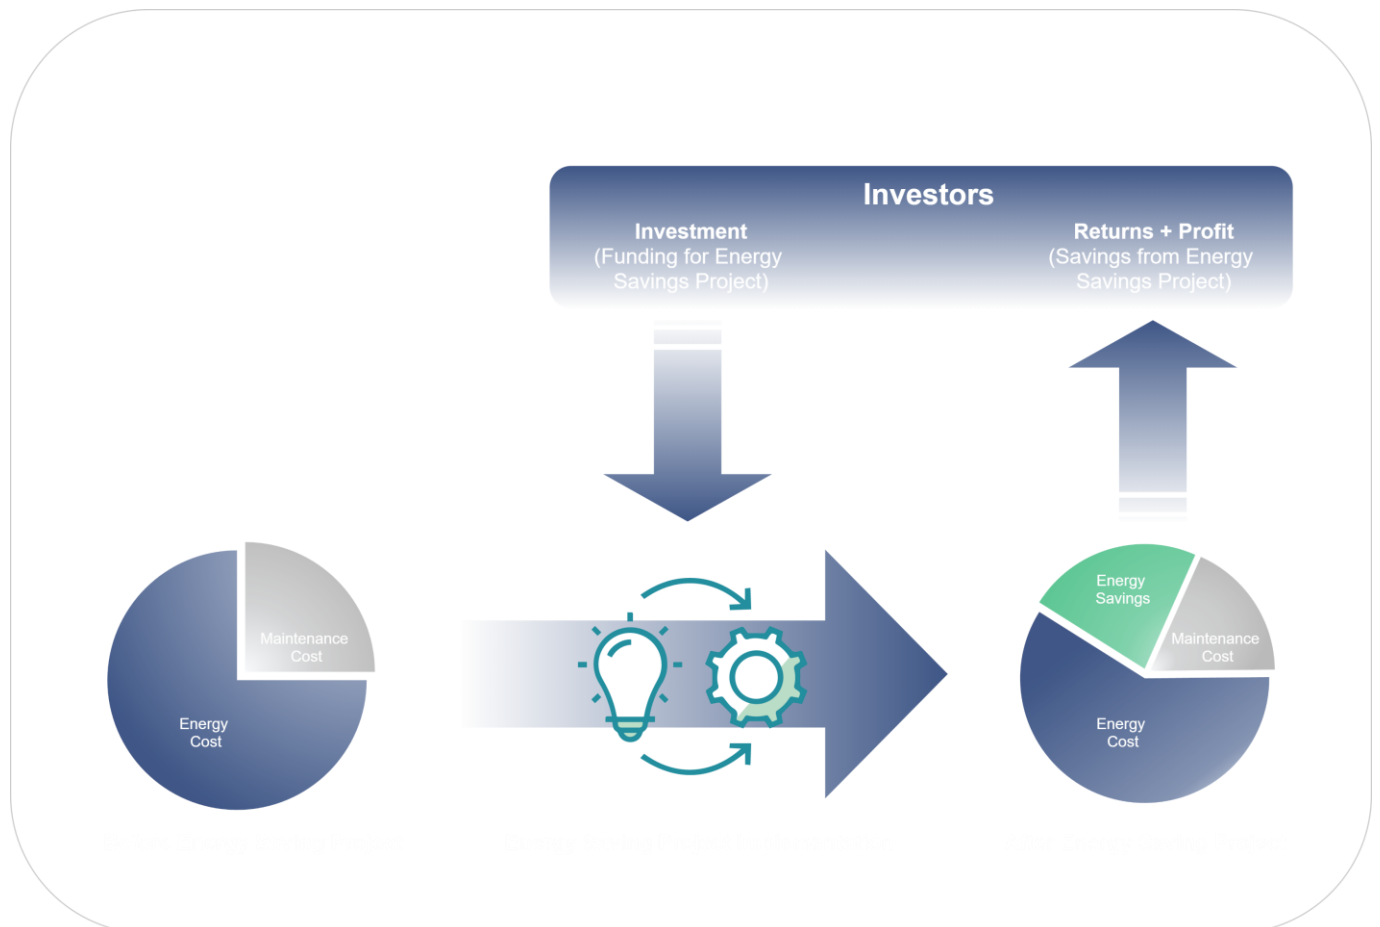 Investors
Investment
(Funding for Energy
Savings Project)
Returns + Profit
(Savings from Energy
Savings Project)
Maintenance
Cost
Energy
Cost
Energy
Savings
Maintenance
Cost
Energy
Cost